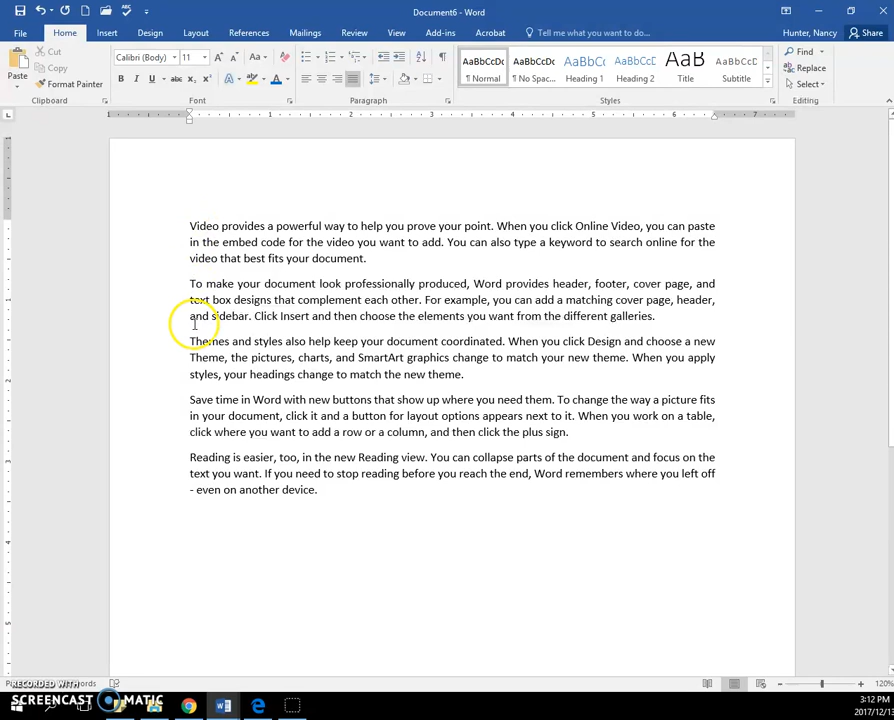 Document6 - Word
File Home Insert Design Layout References Mailings Review View Add-ins Acrobat Tell me what you want to do... Hunter, Nancy Share
Paste Cut Copy Format Painter
Calibri (Body) 11
AaBbCcDc AaBbCcDc AaBbCc AaBbCcD AaB AaBbCcD
¶ Normal ¶ No Spac... Heading 1 Heading 2 Title Subtitle
Find
Replace
Select
Clipboard Font Paragraph Styles Editing
Video provides a powerful way to help you prove your point. When you click Online Video, you can paste
in the embed code for the video you want to add. You can also type a keyword to search online for the
video that best fits your document.
To make your document look professionally produced, Word provides header, footer, cover page, and
text box designs that complement each other. For example, you can add a matching cover page, header,
and sidebar. Click Insert and then choose the elements you want from the different galleries.
Themes and styles also help keep your document coordinated. When you click Design and choose a new
Theme, the pictures, charts, and SmartArt graphics change to match your new theme. When you apply
styles, your headings change to match the new theme.
Save time in Word with new buttons that show up where you need them. To change the way a picture fits
in your document, click it and a button for layout options appears next to it. When you work on a table,
click where you want to add a row or a column, and then click the plus sign.
Reading is easier, too, in the new Reading view. You can collapse parts of the document and focus on the
text you want. If you need to stop reading before you reach the end, Word remembers where you left off
- even on another device.
RECORDED WITH
SCREENCAST MATIC
120%
3:12 PM
2017/12/13